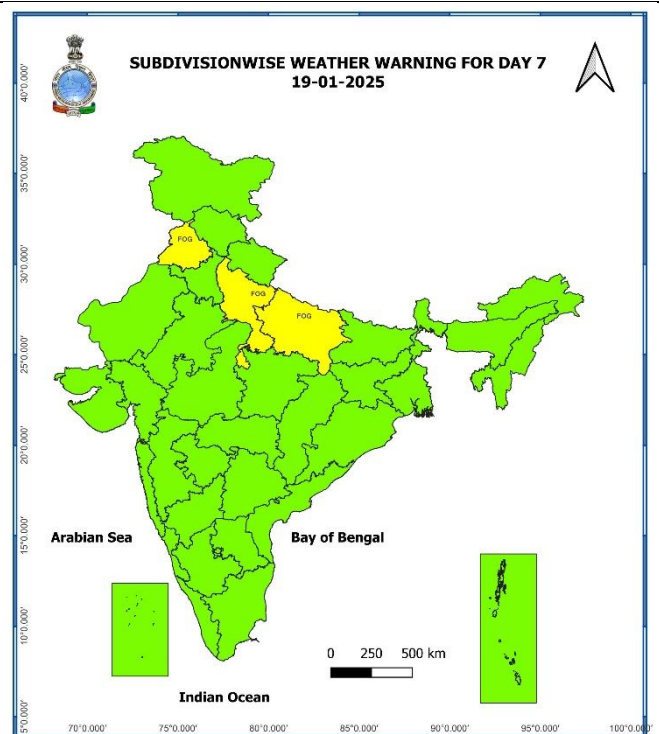 SUBDIVISIONWISE WEATHER WARNING FOR DAY 7
19-01-2025
40°0.000'
35°0.000'
30°0.000'
25°0.000'
20°0.000'
15°0.000'
10°0.000'
5°0.000'
FOG
FOG
FOG
Arabian Sea
Bay of Bengal
0 250 500 km
Indian Ocean
70°0.000' 75°0.000' 80°0.000' 85°0.000' 90°0.000' 95°0.000' 100°0.000'